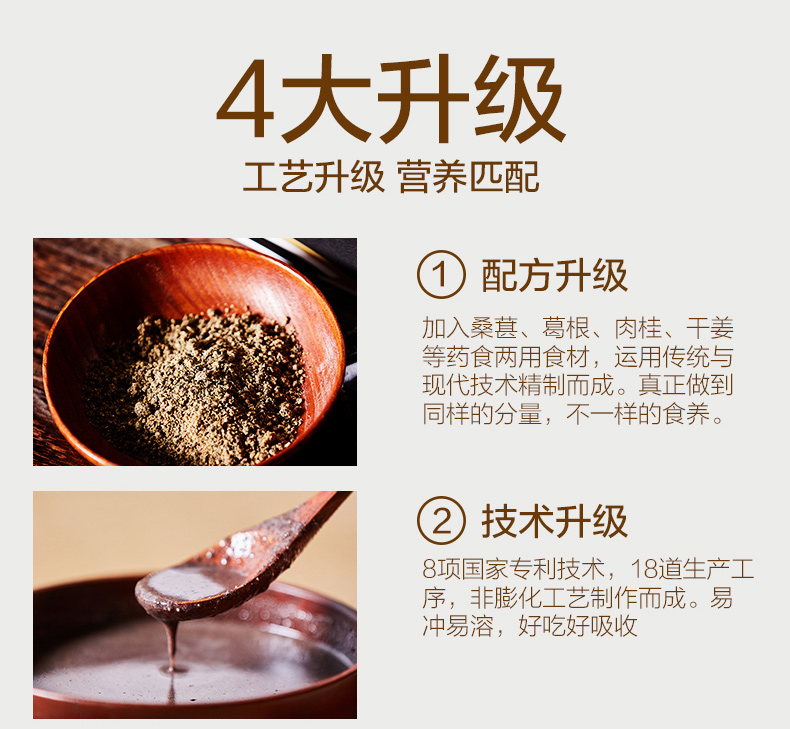 4大升级
工艺升级 营养匹配
1 配方升级
加入桑葚、葛根、肉桂、干姜
等药食两用食材，运用传统与
现代技术精制而成。真正做到
同样的分量，不一样的食养。
2 技术升级
8项国家专利技术，18道生产工
序，非膨化工艺制作而成。易
冲易溶，好吃好吸收